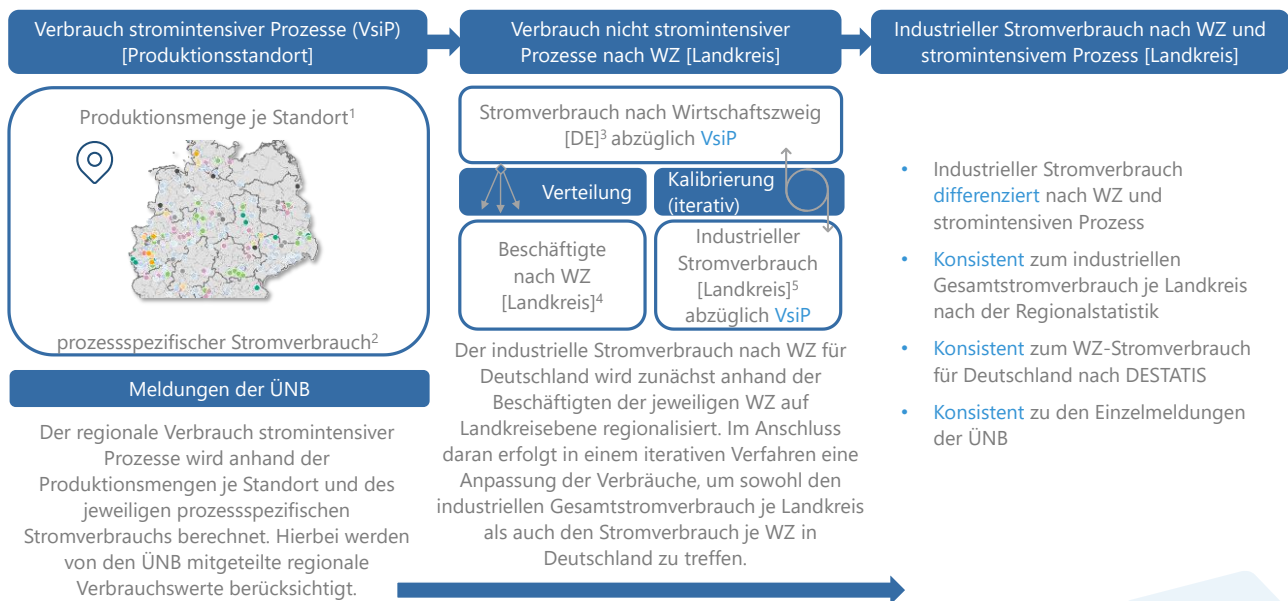 Verbrauch stromintensiver Prozesse (VsiP)
[Produktionsstandort]
Produktionsmenge je Standort¹
prozessspezifischer Stromverbrauch²
Meldungen der ÜNB
Der regionale Verbrauch stromintensiver
Prozesse wird anhand der
Produktionsmengen je Standort und des
jeweiligen prozessspezifischen
Stromverbrauchs berechnet. Hierbei werden
von den ÜNB mitgeteilte regionale
Verbrauchswerte berücksichtigt.
Verbrauch nicht stromintensiver
Prozesse nach WZ [Landkreis]
Stromverbrauch nach Wirtschaftszweig
[DE]³ abzüglich VsiP
Verteilung
Kalibrierung
(iterativ)
Beschäftigte
nach WZ
[Landkreis]⁴
Industrieller
Stromverbrauch
[Landkreis]⁵
abzüglich VsiP
Der industrielle Stromverbrauch nach WZ für
Deutschland wird zunächst anhand der
Beschäftigten der jeweiligen WZ auf
Landkreisebene regionalisiert. Im Anschluss
daran erfolgt in einem iterativen Verfahren eine
Anpassung der Verbräuche, um sowohl den
industriellen Gesamtstromverbrauch je Landkreis
als auch den Stromverbrauch je WZ in
Deutschland zu treffen.
Industrieller Stromverbrauch nach WZ und
stromintensivem Prozess [Landkreis]
• Industrieller Stromverbrauch
differenziert nach WZ und
stromintensiven Prozess
• Konsistent zum industriellen
Gesamtstromverbrauch je Landkreis
nach der Regionalstatistik
• Konsistent zum WZ-Stromverbrauch
für Deutschland nach DESTATIS
• Konsistent zu den Einzelmeldungen
der ÜNB